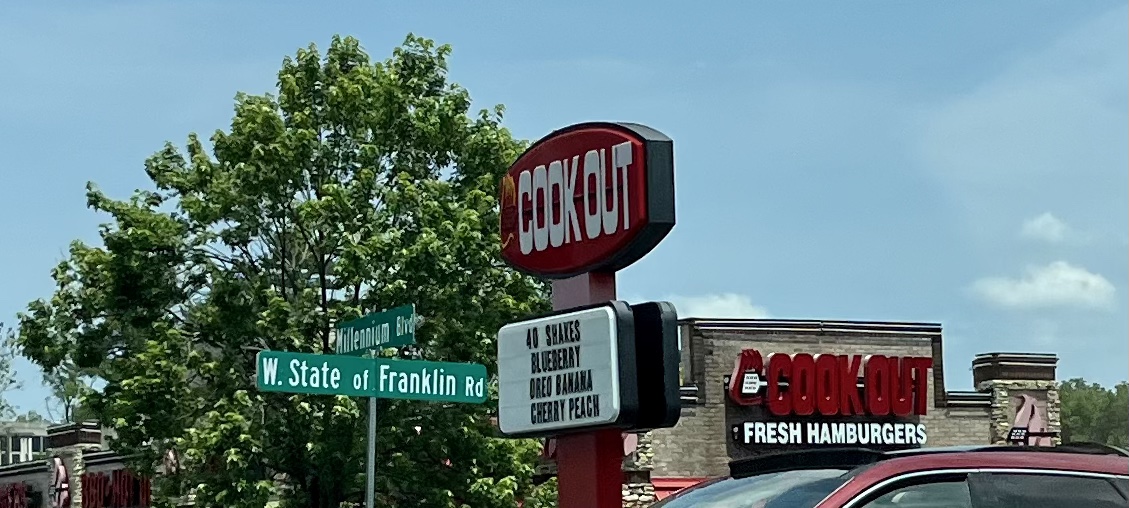 COOK OUT
40 SHAKES
BLUEBERRY
OREO BANANA
CHERRY PEACH
Millennium Blvd
W. State of Franklin Rd
COOK OUT
FRESH HAMBURGERS